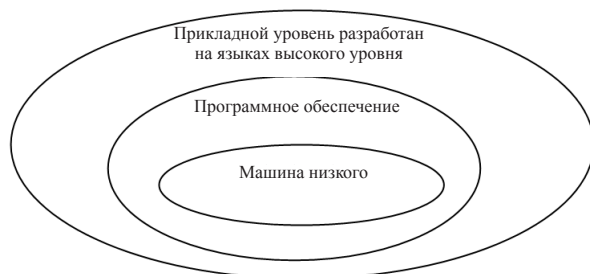 Прикладной уровень разработан
на языках высокого уровня
Программное обеспечение
Машина низкого